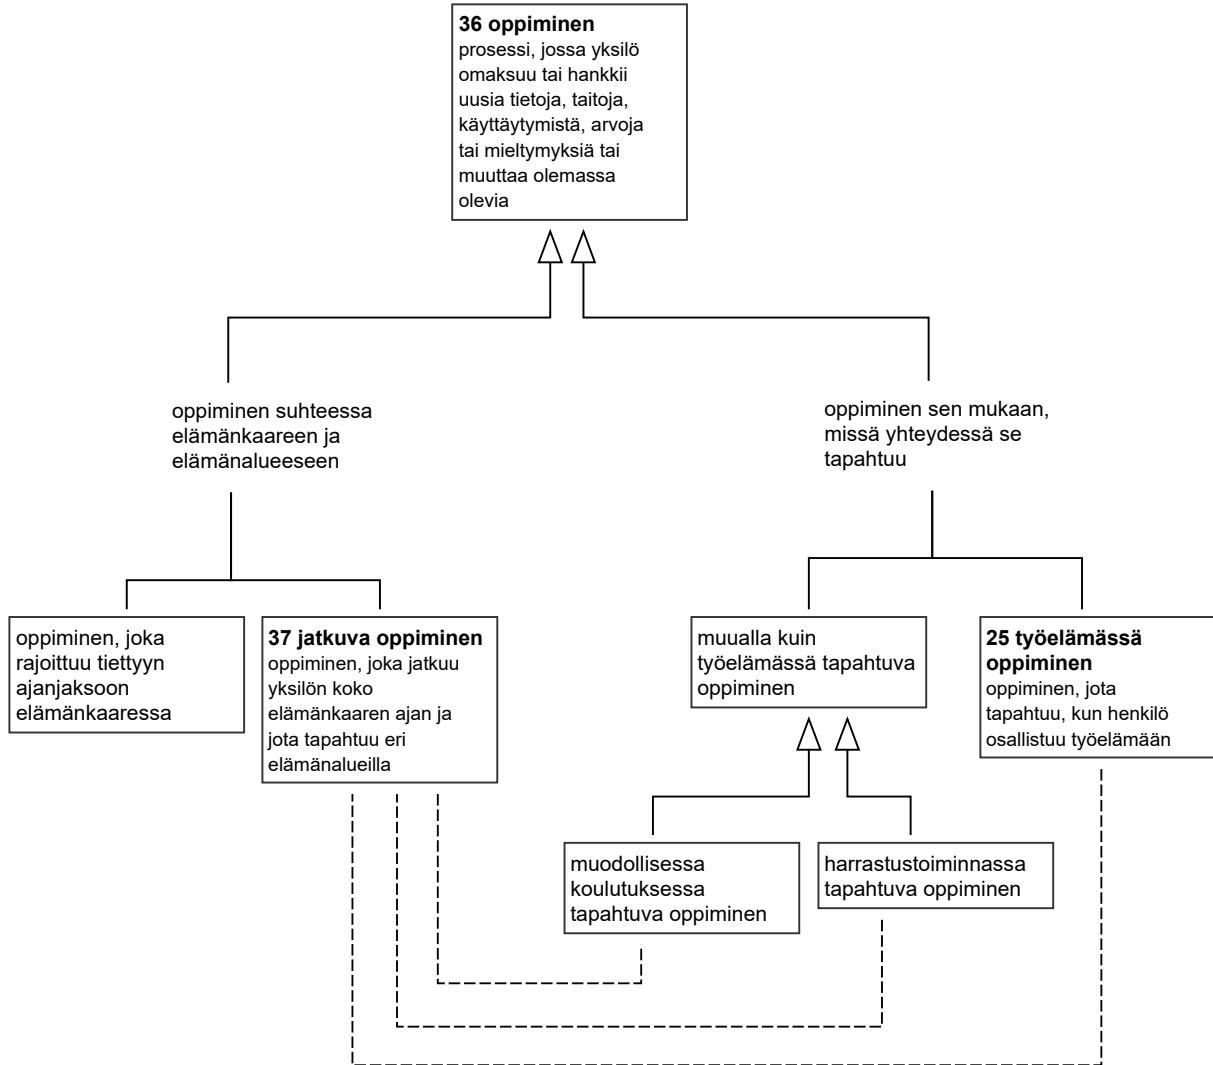 36 oppiminen
prosessi, jossa yksilö
omaksuu tai hankkii
uusia tietoja, taitoja,
käyttäytymistä, arvoja
tai mieltymyksiä tai
muuttaa olemassa
olevia
oppiminen suhteessa
elämänkaareen ja
elämänalueeseen
oppiminen sen mukaan,
missä yhteydessä se
tapahtuu
oppiminen, joka
rajoittuu tiettyyn
ajanjaksoon
elämänkaaressa
37 jatkuva oppiminen
oppiminen, joka jatkuu
yksilön koko
elämänkaaren ajan ja
jota tapahtuu eri
elämänalueilla
muualla kuin
työelämässä tapahtuva
oppiminen
25 työelämässä
oppiminen
oppiminen, jota
tapahtuu, kun henkilö
osallistuu työelämään
muodollisessa
koulutuksessa
tapahtuva oppiminen
harrastustoiminnassa
tapahtuva oppiminen